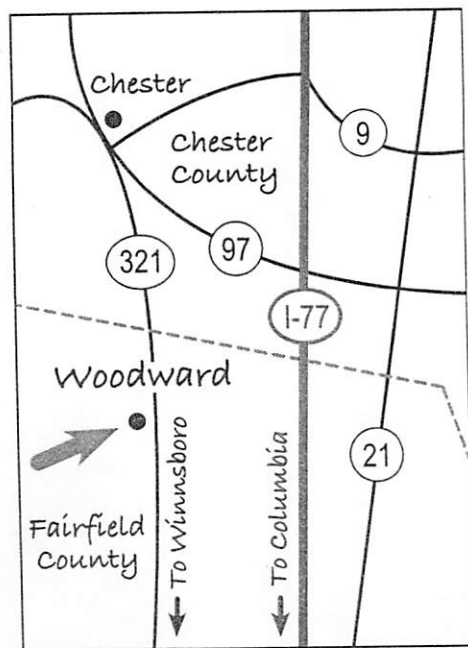 Chester
Chester
County
9
321
97
I-77
Woodward
21
Fairfield
County
To Winnsboro
To Columbia